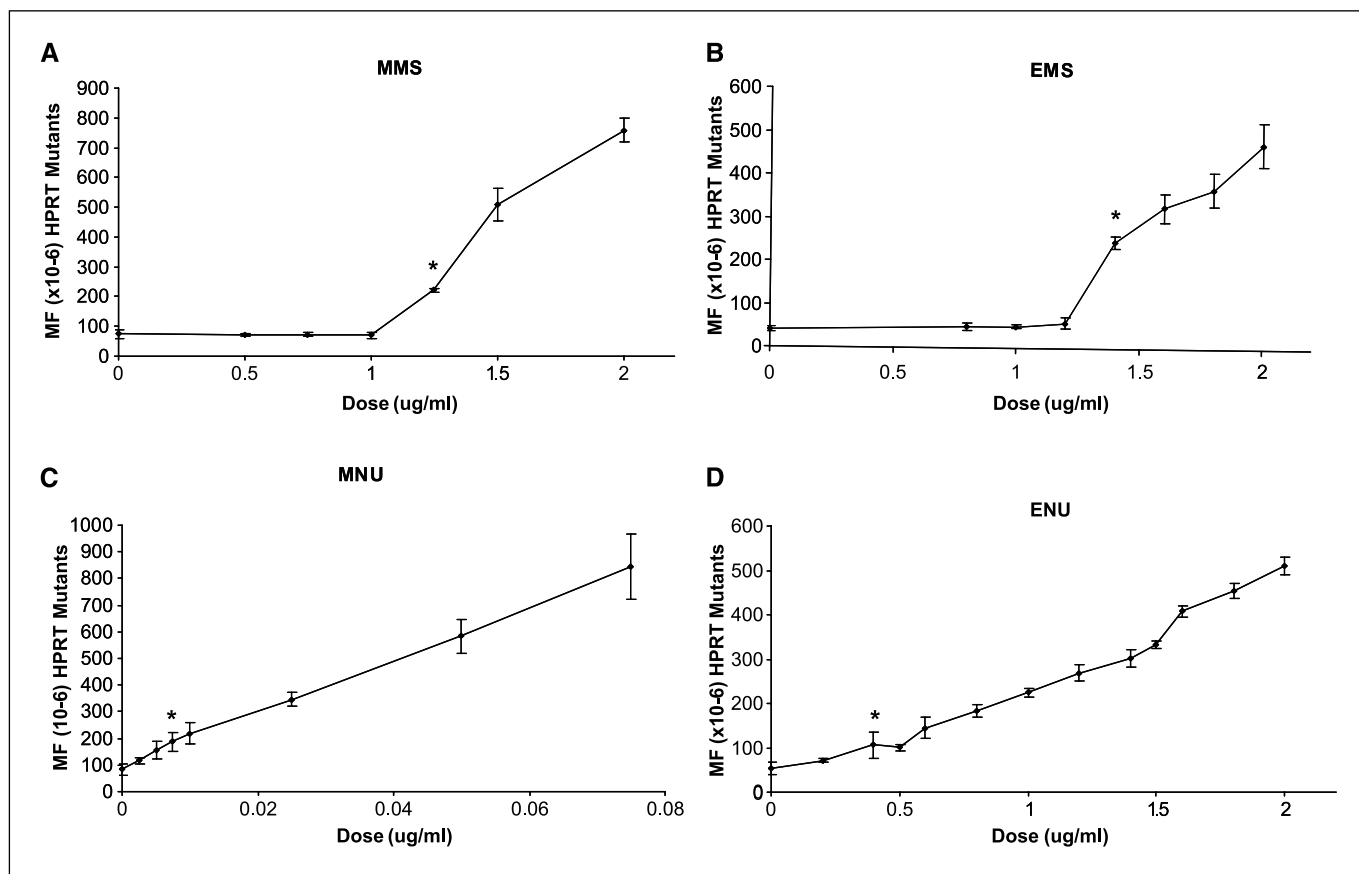 A
MMS
MF (x10-6) HPRT Mutants
900
800
700
600
500
400
300
200
100
0
*
0 0.5 1 1.5 2
Dose (ug/ml)
B
EMS
MF (x10-6) HPRT Mutants
600
500
400
300
200
100
0
*
0 0.5 1 1.5 2
Dose (ug/ml)
C
MNU
MF (10-6) HPRT Mutants
1000
900
800
700
600
500
400
300
200
100
0
*
0 0.02 0.04 0.06 0.08
Dose (ug/ml)
D
ENU
MF (x10-6) HPRT Mutants
600
500
400
300
200
100
0
*
0 0.5 1 1.5 2
Dose (ug/ml)